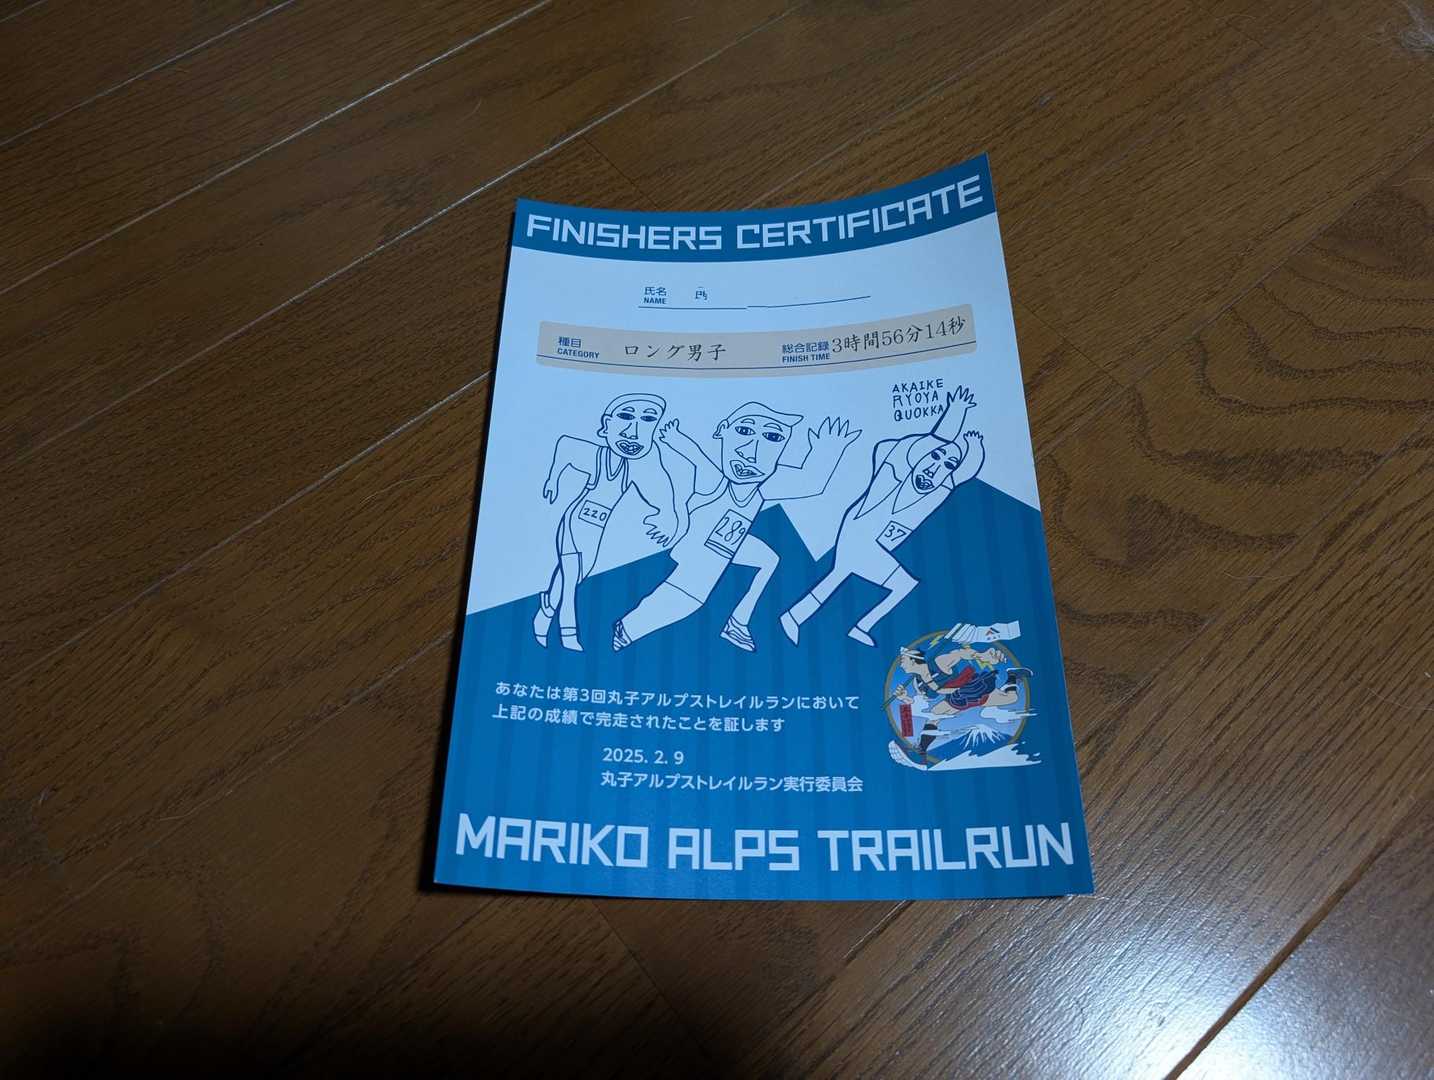 FINISHERS CERTIFICATE
氏名
NAME
種目
CATEGORY
ロング男子
総合記録
FINISH TIME
3時間56分14秒
AKAIKE
RYOYA
QUOKKA
220
289
37
あなたは第3回丸子アルプストレイルランにおいて
上記の成績で完走されたことを証します
2025. 2. 9
丸子アルプストレイルラン実行委員会
MARIKO ALPS TRAILRUN